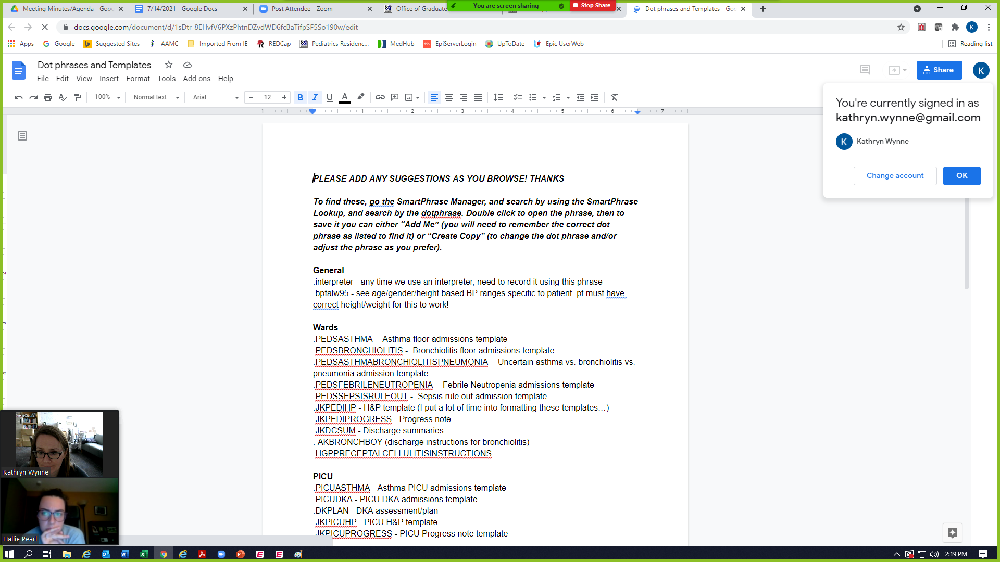 Meeting Minutes/Agenda - Goog
7/14/2021 - Google Docs
Post Attendee - Zoom
Office of Graduate
You are screen sharing
Stop Share
Dot phrases and Templates - Goo
docs.google.com/document/d/1sDtr-8EHvfV6PXzPhtnDZvdWD6fcBaTifpSF5So190w/edit
K
Apps
Google
Suggested Sites
AAMC
Imported From IE
REDCap
Pediatrics Residenc...
MedHub
EpiServerLogin
UpToDate
Epic UserWeb
Reading list
Dot phrases and Templates
File Edit View Insert Format Tools Add-ons Help
Share
K
100% Normal text Arial 12 B I U A
You're currently signed in as
kathryn.wynne@gmail.com
K Kathryn Wynne
Change account OK
1 1 2 3 4 5 6 7
PLEASE ADD ANY SUGGESTIONS AS YOU BROWSE! THANKS
To find these, go the SmartPhrase Manager, and search by using the SmartPhrase
Lookup, and search by the dotphrase. Double click to open the phrase, then to
save it you can either “Add Me” (you will need to remember the correct dot
phrase as listed to find it) or “Create Copy” (to change the dot phrase and/or
adjust the phrase as you prefer).
General
.interpreter - any time we use an interpreter, need to record it using this phrase
.bpfalw95 - see age/gender/height based BP ranges specific to patient. pt must have
correct height/weight for this to work!
Wards
.PEDSASTHMA - Asthma floor admissions template
.PEDSBRONCHIOLITIS - Bronchiolitis floor admissions template
.PEDSASTHMABRONCHIOLITISPNEUMONIA - Uncertain asthma vs. bronchiolitis vs.
pneumonia admission template
.PEDSFEBRILENEUTROPENIA - Febrile Neutropenia admissions template
.PEDSSEPSISRULEOUT - Sepsis rule out admission template
.JKPEDIHP - H&P template (I put a lot of time into formatting these templates…)
.JKPEDIPROGRESS - Progress note
.JKDCSUM - Discharge summaries
. AKBRONCHBOY (discharge instructions for bronchiolitis)
.HGPPRECEPTALCELLULITISINSTRUCTIONS
PICU
.PICUASTHMA - Asthma PICU admissions template
.PICUDKA - PICU DKA admissions template
.DKPLAN - DKA assessment/plan
.JKPICUHP - PICU H&P template
.JKPICUPROGRESS - PICU Progress note template
Kathryn Wynne
Hallie Pearl
2:19 PM